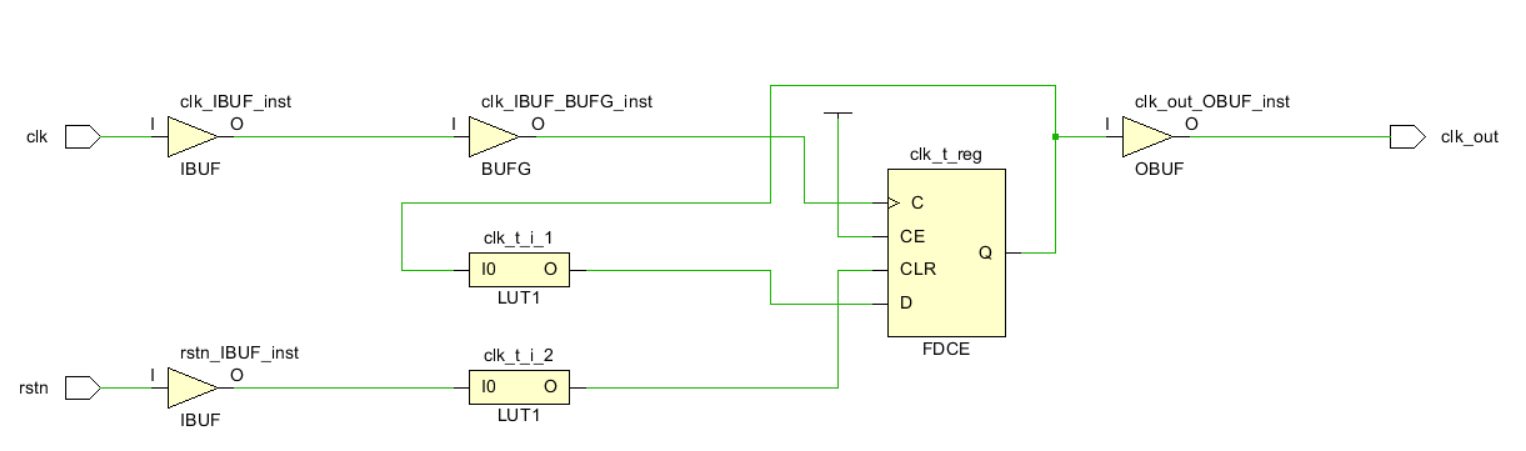 clk_IBUF_inst
clk_IBUF_BUFG_inst
clk_out_OBUF_inst
clk
I
O
IBUF
I
O
BUFG
I
O
OBUF
clk_out
clk_t_reg
C
CE
CLR
D
Q
FDCE
clk_t_i_1
I0
O
LUT1
rstn_IBUF_inst
rstn
I
O
IBUF
clk_t_i_2
I0
O
LUT1